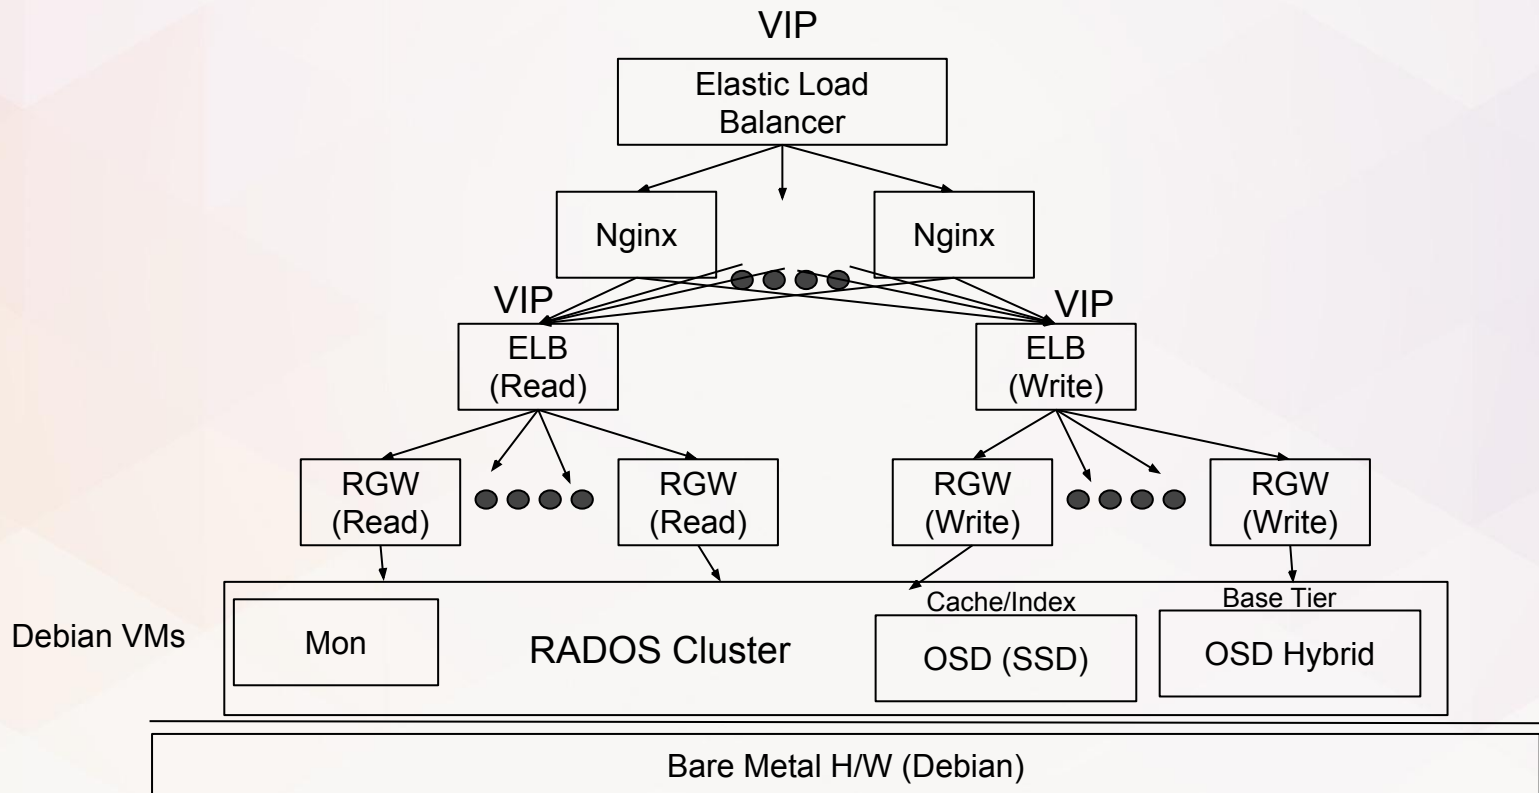 VIP
Elastic Load
Balancer
Nginx
Nginx
VIP
VIP
ELB
(Read)
ELB
(Write)
RGW
(Read)
RGW
(Read)
RGW
(Write)
RGW
(Write)
Debian VMs
Mon
RADOS Cluster
Cache/Index
OSD (SSD)
Base Tier
OSD Hybrid
Bare Metal H/W (Debian)